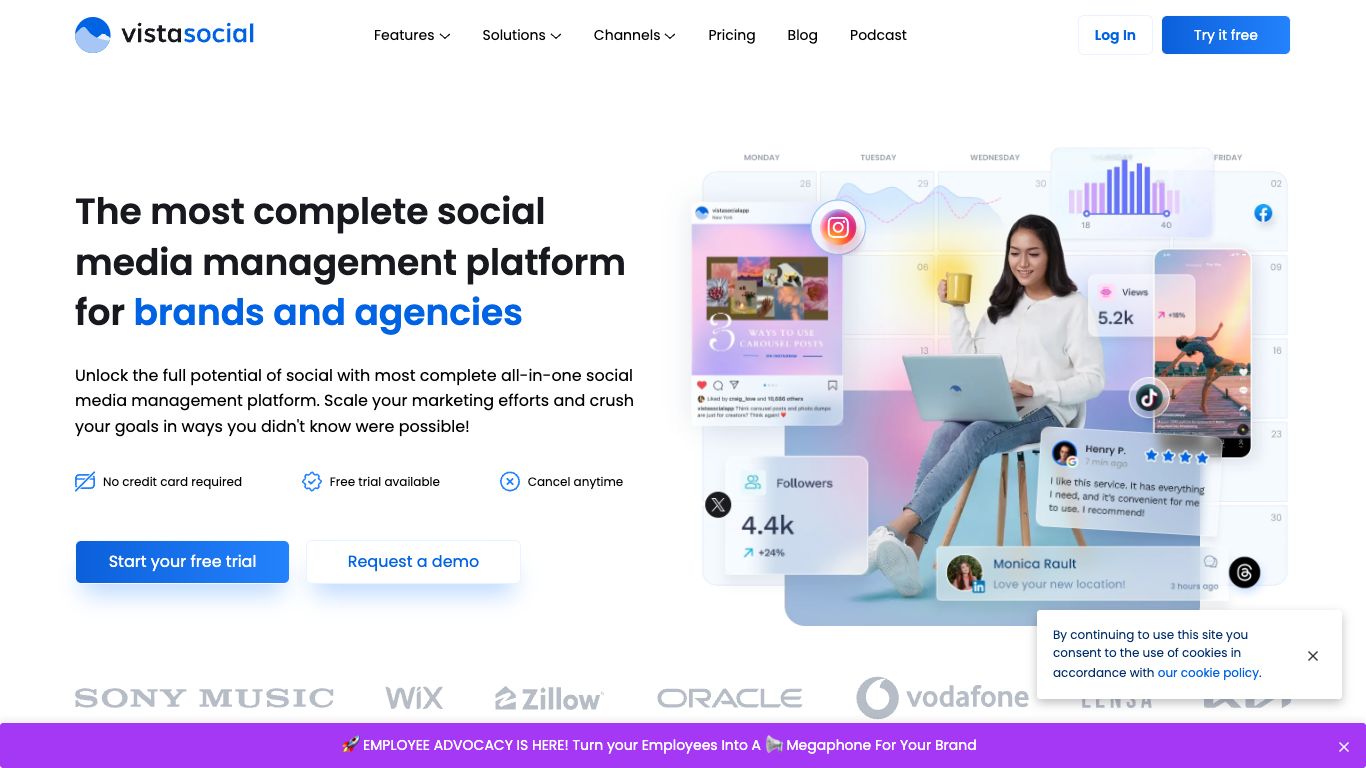 vistasocial
Features
Solutions
Channels
Pricing
Blog
Podcast
Log In
Try it free
The most complete social
media management platform
for brands and agencies
Unlock the full potential of social with most complete all-in-one social
media management platform. Scale your marketing efforts and crush
your goals in ways you didn't know were possible!
No credit card required
Free trial available
Cancel anytime
Start your free trial
Request a demo
MONDAY
TUESDAY
WEDNESDAY
FRIDAY
26
29
30
02
18
40
vistasocialapp
New York
3 WAYS TO USE
CAROUSEL POSTS
ON INSTAGRAM
Liked by craig_love and 10,686 others
vistasocialapp Think carousel posts and photo dumps
are just for creators? Think again!
06
09
Views
5.2k
+16%
13
16
23
Henry P.
7 min ago
I like this service. It has everything
I need, and it's convenient for me
to use. I recommend!
Followers
4.4k
+24%
30
Monica Rault
Love your new location!
3 hours ago
By continuing to use this site you
consent to the use of cookies in
accordance with our cookie policy.
SONY MUSIC
WiX
Zillow
ORACLE
vodafone
LENSA
🚀 EMPLOYEE ADVOCACY IS HERE! Turn your Employees Into A 📢 Megaphone For Your Brand